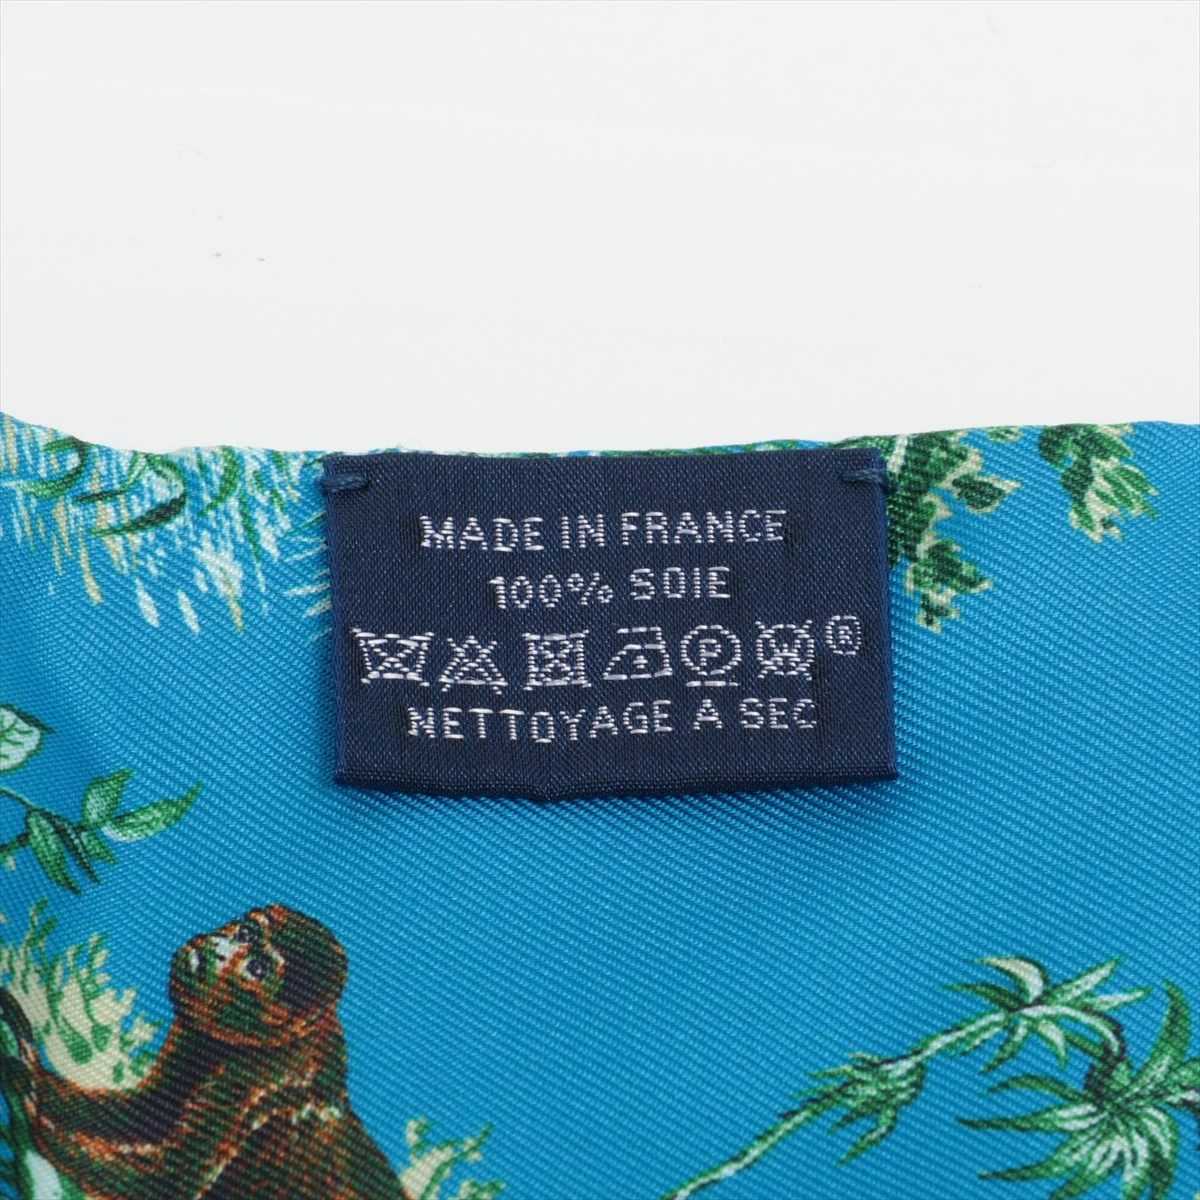 MADE IN FRANCE
100% SOIE
P W ®
NETTOYAGE A SEC